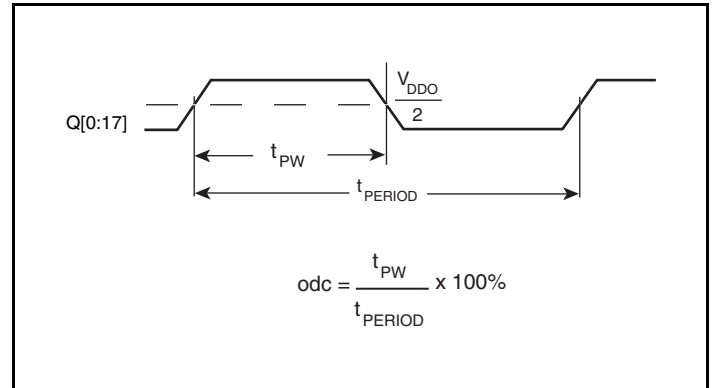 V_DDO
2
Q[0:17]
t_PW
t_PERIOD
t_PW
odc = x 100%
t_PERIOD